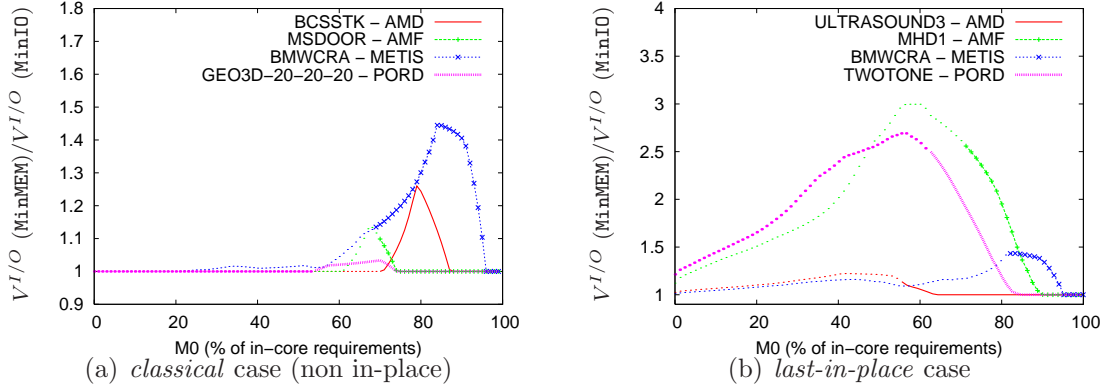 1.8
1.7
1.6
1.5
1.4
1.3
1.2
1.1
1
0.9
V^{I/O} (MinMEM)/V^{I/O} (MinIO)
BCSSTK – AMD
MSDOOR – AMF
BMWCRA – METIS
GEO3D–20–20–20 – PORD
0 20 40 60 80 100
M0 (% of in–core requirements)
(a) classical case (non in-place)
4
3.5
3
2.5
2
1.5
1
V^{I/O} (MinMEM)/V^{I/O} (MinIO)
ULTRASOUND3 – AMD
MHD1 – AMF
BMWCRA – METIS
TWOTONE – PORD
0 20 40 60 80 100
M0 (% of in–core requirements)
(b) last-in-place case